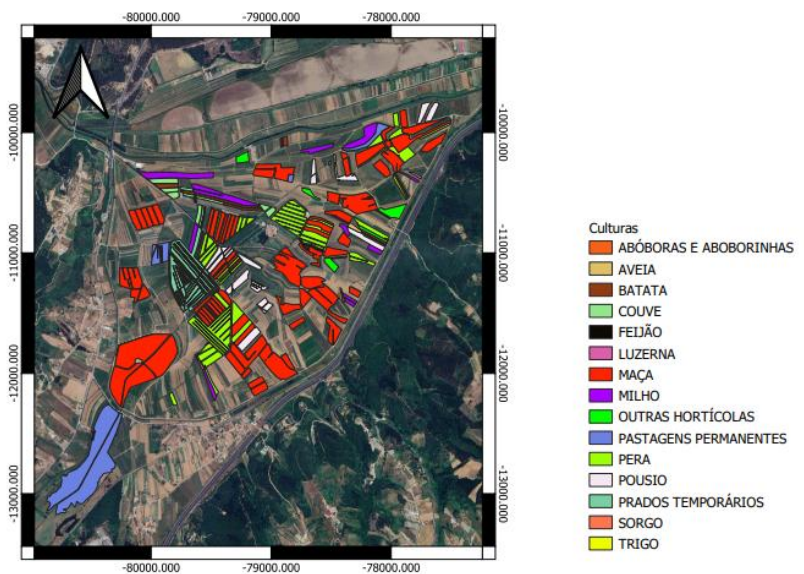 -80000.000 -79000.000 -78000.000
-10000.000 -10000.000
-11000.000 -11000.000
-12000.000 -12000.000
-13000.000 -13000.000
-80000.000 -79000.000 -78000.000
Culturas
ABÓBORAS E ABOBORINHAS
AVEIA
BATATA
COUVE
FEIJÃO
LUZERNA
MAÇA
MILHO
OUTRAS HORTÍCOLAS
PASTAGENS PERMANENTES
PERA
POUSIO
PRADOS TEMPORÁRIOS
SORGO
TRIGO